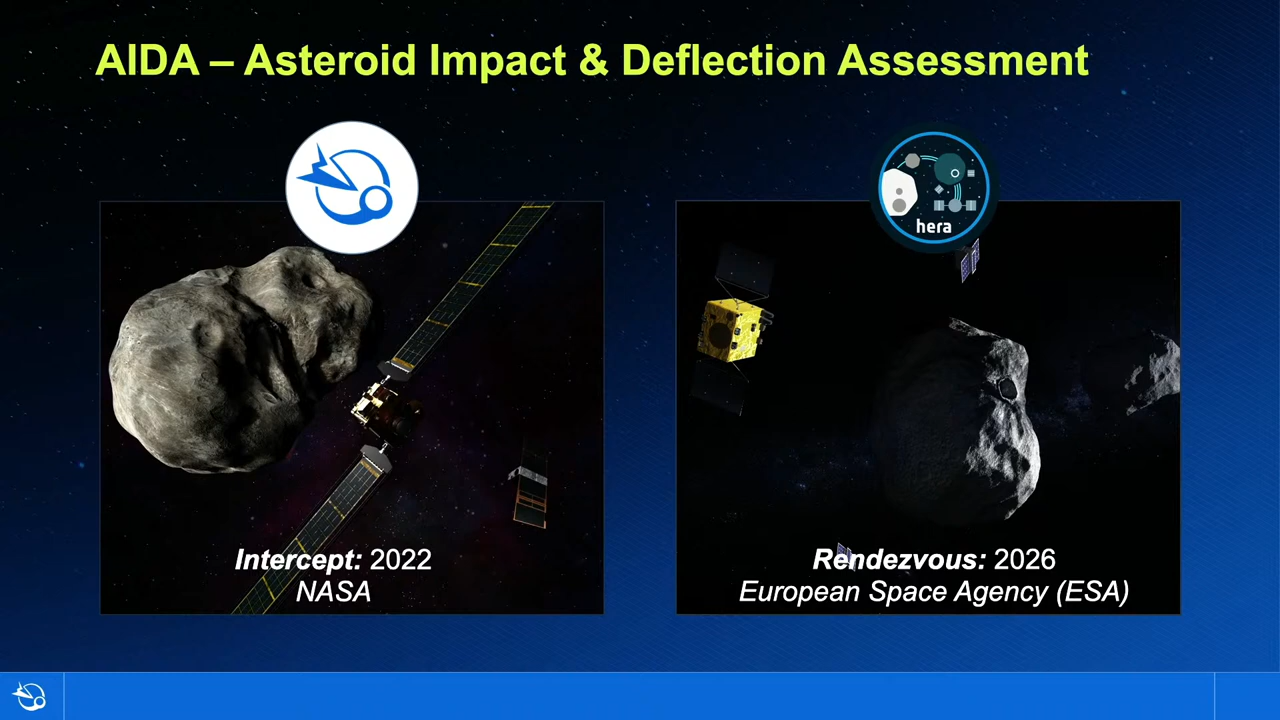 AIDA – Asteroid Impact & Deflection Assessment
hera
Intercept: 2022
NASA
Rendezvous: 2026
European Space Agency (ESA)